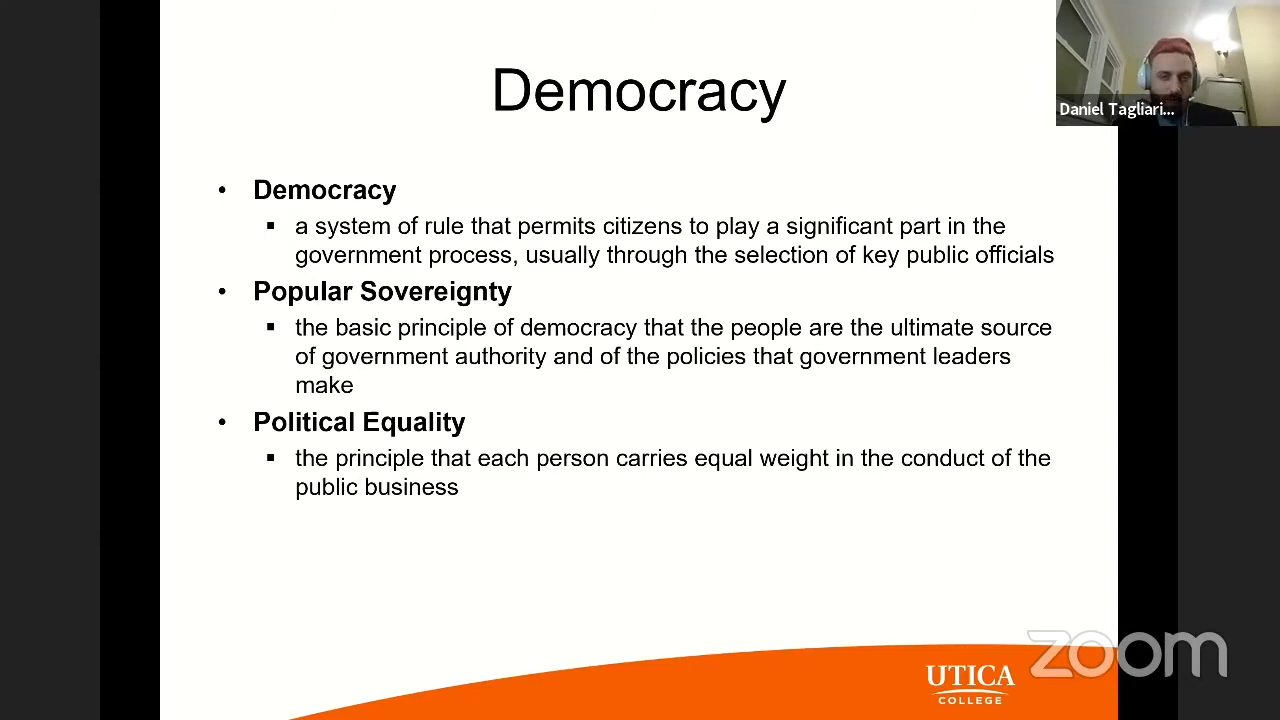 Democracy
Daniel Tagliari...
• Democracy
▪ a system of rule that permits citizens to play a significant part in the
government process, usually through the selection of key public officials
• Popular Sovereignty
▪ the basic principle of democracy that the people are the ultimate source
of government authority and of the policies that government leaders
make
• Political Equality
▪ the principle that each person carries equal weight in the conduct of the
public business
zoom
UTICA
COLLEGE